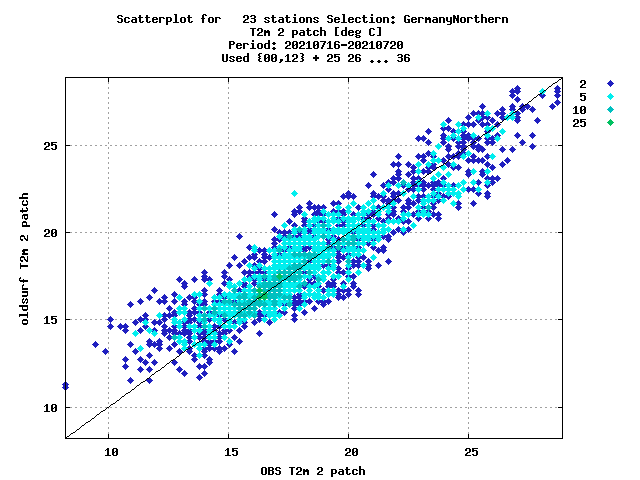 Scatterplot for   23 stations Selection: GermanyNorthern
T2m 2 patch [deg C]
Period: 20210716-20210720
Used {00,12} + 25 26 ... 36
2
5
10
25
oldsurf T2m 2 patch
25
20
15
10
10 15 20 25
OBS T2m 2 patch